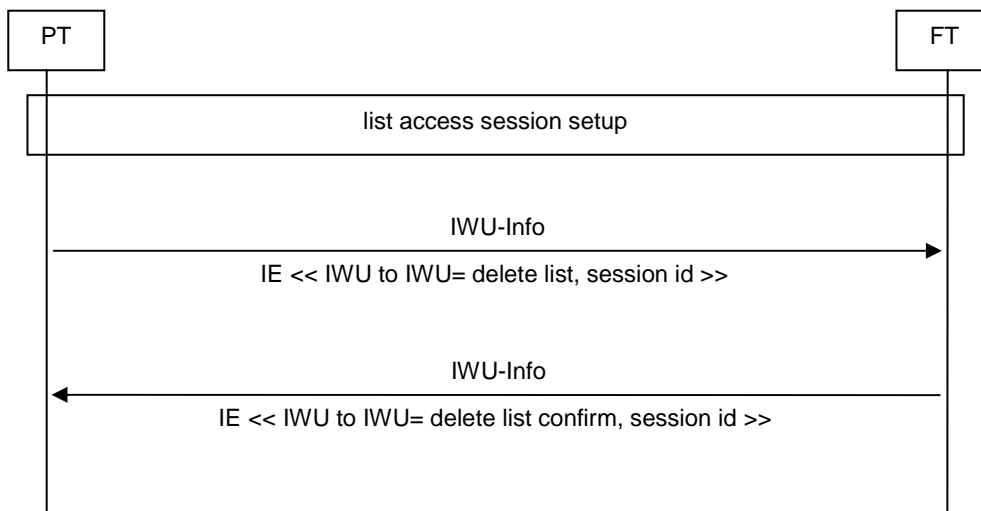 PT
FT
list access session setup
IWU-Info
IE << IWU to IWU= delete list, session id >>
IWU-Info
IE << IWU to IWU= delete list confirm, session id >>